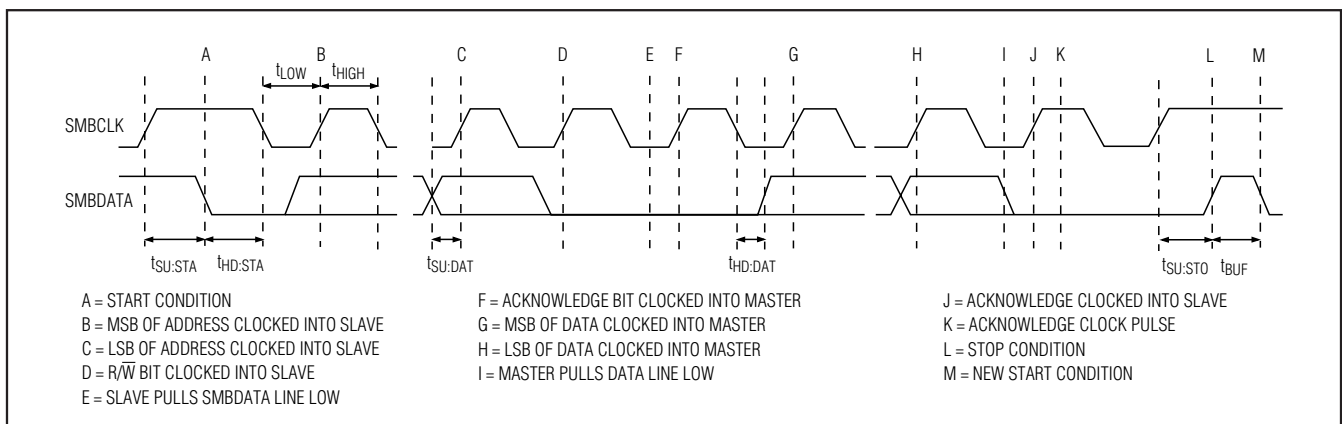 A B C D E F G H I J K L M
tLOW tHIGH
SMBCLK
SMBDATA
tSU:STA tHD:STA tSU:DAT tHD:DAT tSU:STO tBUF
A = START CONDITION
B = MSB OF ADDRESS CLOCKED INTO SLAVE
C = LSB OF ADDRESS CLOCKED INTO SLAVE
D = R/W̅ BIT CLOCKED INTO SLAVE
E = SLAVE PULLS SMBDATA LINE LOW
F = ACKNOWLEDGE BIT CLOCKED INTO MASTER
G = MSB OF DATA CLOCKED INTO MASTER
H = LSB OF DATA CLOCKED INTO MASTER
I = MASTER PULLS DATA LINE LOW
J = ACKNOWLEDGE CLOCKED INTO SLAVE
K = ACKNOWLEDGE CLOCK PULSE
L = STOP CONDITION
M = NEW START CONDITION